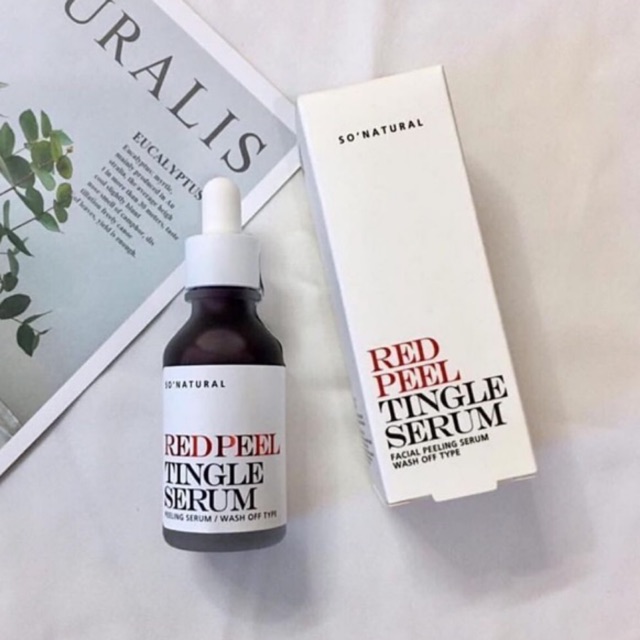 URALIS
EUCALYPTUS
SO'NATURAL
RED
PEEL
TINGLE
SERUM
FACIAL PEELING SERUM
WASH OFF TYPE
SO'NATURAL
RED PEEL
TINGLE
SERUM
PEELING SERUM / WASH OFF TYPE